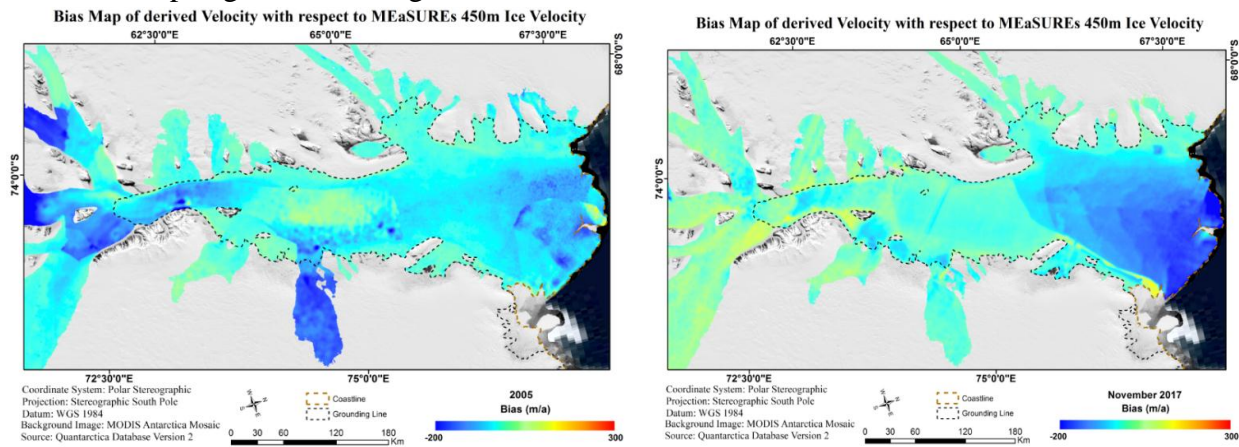 Bias Map of derived Velocity with respect to MEaSUREs 450m Ice Velocity
62°30'0"E 65°0'0"E 67°30'0"E
68°0'0"S
74°0'0"S
72°30'0"E 75°0'0"E
Coordinate System: Polar Stereographic
Projection: Stereographic South Pole
Datum: WGS 1984
Background Image: MODIS Antarctica Mosaic
Source: Quantarctica Database Version 2
Coastline
Grounding Line
0 30 60 120 180
Km
2005
Bias (m/a)
-200 300
Bias Map of derived Velocity with respect to MEaSUREs 450m Ice Velocity
62°30'0"E 65°0'0"E 67°30'0"E
68°0'0"S
74°0'0"S
72°30'0"E 75°0'0"E
Coordinate System: Polar Stereographic
Projection: Stereographic South Pole
Datum: WGS 1984
Background Image: MODIS Antarctica Mosaic
Source: Quantarctica Database Version 2
Coastline
Grounding Line
0 30 60 120 180
Km
November 2017
Bias (m/a)
-200 300